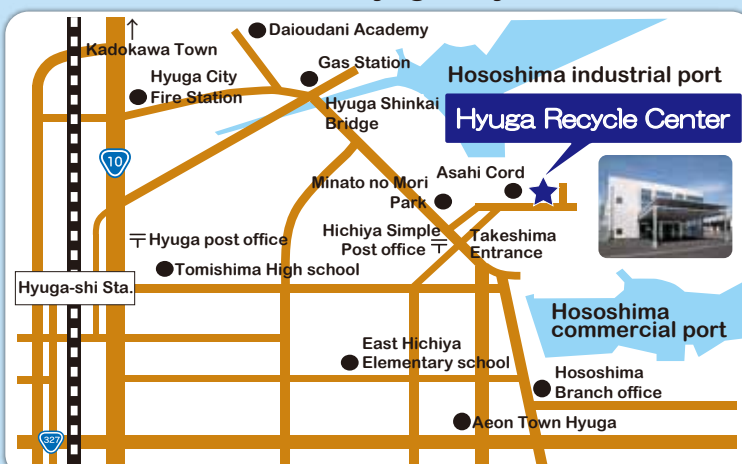 ↑
Kadokawa Town
Daioudani Academy
Gas Station
Hyuga City
Fire Station
Hososhima industrial port
Hyuga Shinkai
Bridge
Hyuga Recycle Center
10
Asahi Cord
Minato no Mori
Park
Hichiya Simple
Post office 〒
Takeshima
Entrance
〒Hyuga post office
Tomishima High school
Hyuga-shi Sta.
Hososhima
commercial port
East Hichiya
Elementary school
Hososhima
Branch office
Aeon Town Hyuga
327